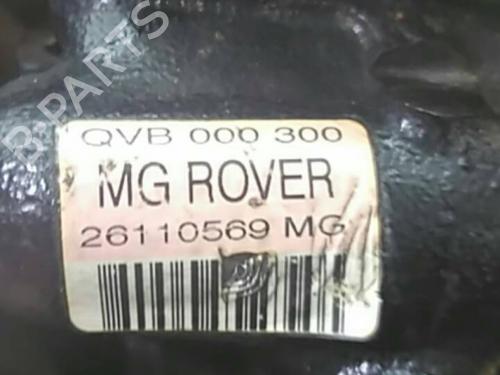 B-PARTS
QVB 000 300
MG ROVER
26110569 MG